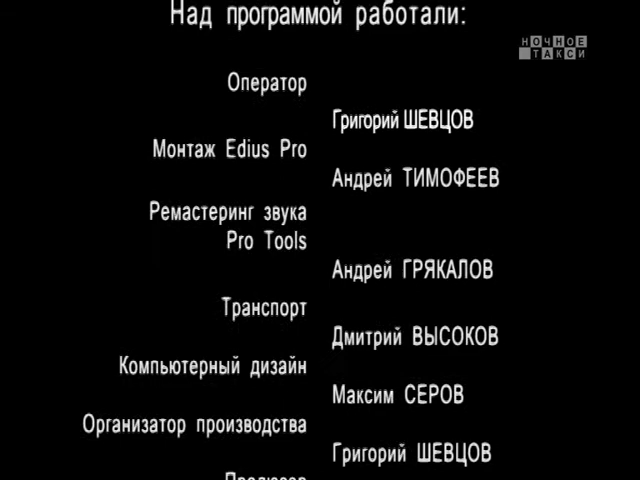 Над программой работали:
НОЧНОЕ
ТАКСИ
Оператор
Григорий ШЕВЦОВ
Монтаж Edius Pro
Андрей ТИМОФЕЕВ
Ремастеринг звука
Pro Tools
Андрей ГРЯКАЛОВ
Транспорт
Дмитрий ВЫСОКОВ
Компьютерный дизайн
Максим СЕРОВ
Организатор производства
Григорий ШЕВЦОВ
Продюсер